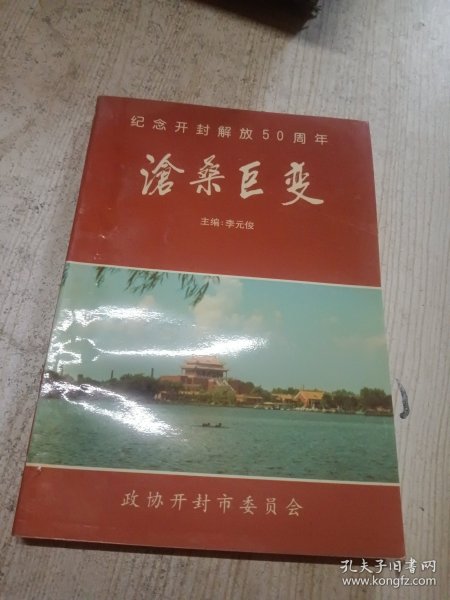 纪念开封解放50周年
滄桑巨变
主编:李元俊
政协开封市委员会
孔夫子旧书网
www.kongfz.com